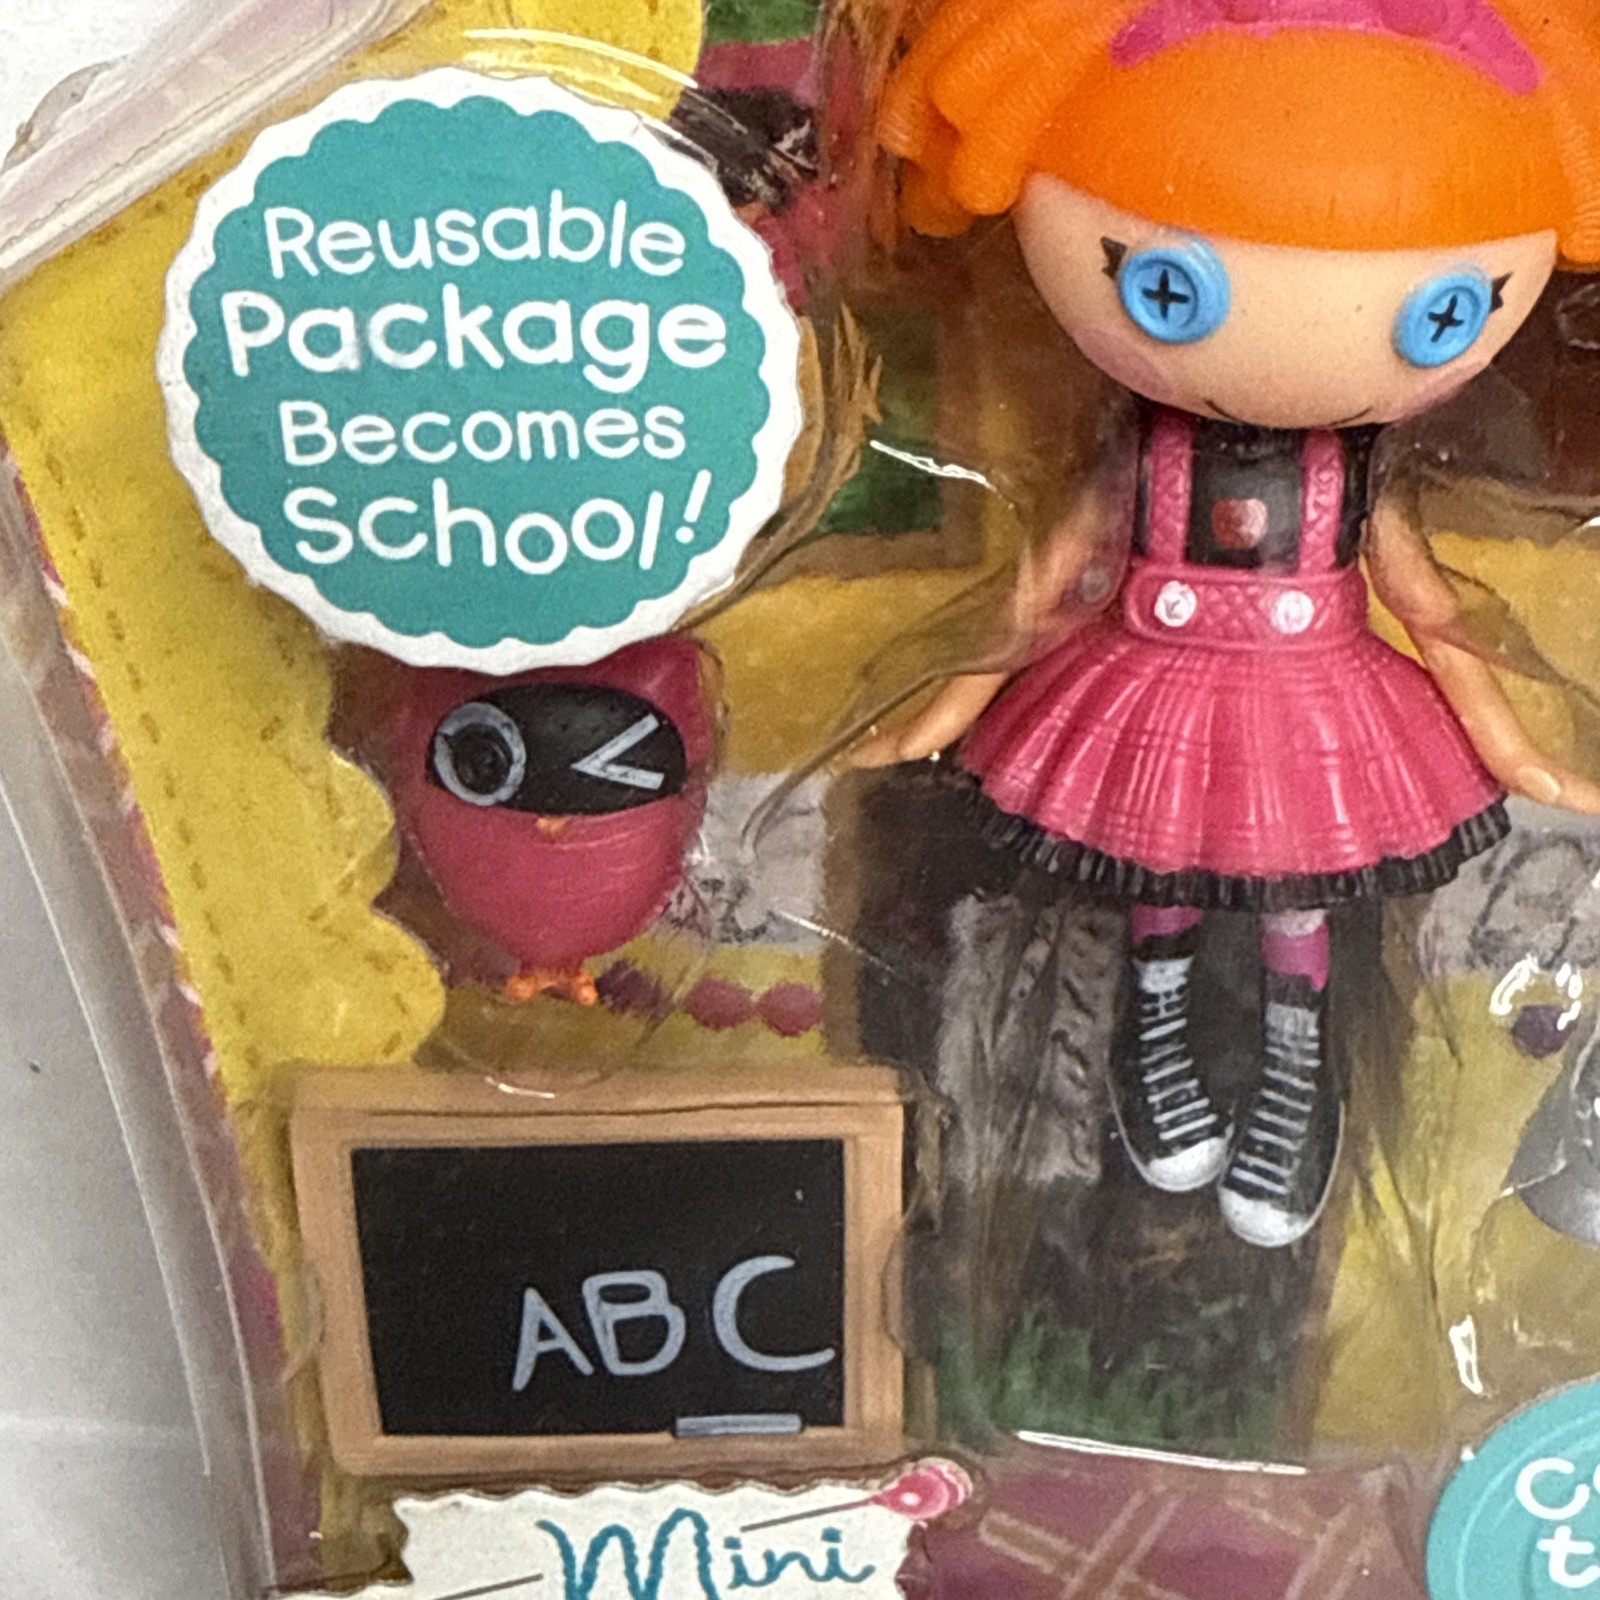 Reusable
Package
Becomes
School!
ABC
Mini